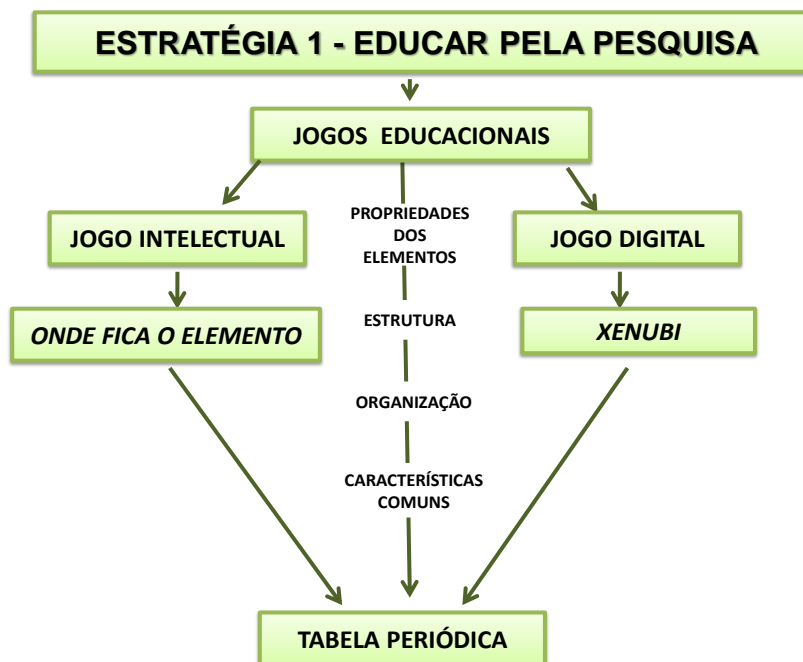 ESTRATÉGIA 1 - EDUCAR PELA PESQUISA
JOGOS EDUCACIONAIS
PROPRIEDADES
DOS
ELEMENTOS
JOGO INTELECTUAL
JOGO DIGITAL
ONDE FICA O ELEMENTO
ESTRUTURA
XENUBI
ORGANIZAÇÃO
CARACTERÍSTICAS
COMUNS
TABELA PERIÓDICA